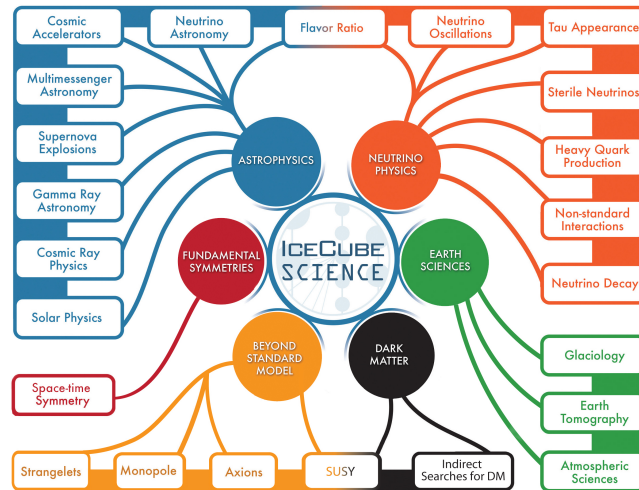 Cosmic
Accelerators
Neutrino
Astronomy
Flavor Ratio
Neutrino
Oscillations
Tau Appearance
Multimessenger
Astronomy
Sterile Neutrinos
Supernova
Explosions
ASTROPHYSICS
NEUTRINO
PHYSICS
Heavy Quark
Production
Gamma Ray
Astronomy
Non-standard
Interactions
Cosmic Ray
Physics
FUNDAMENTAL
SYMMETRIES
ICECUBE
SCIENCE
EARTH
SCIENCES
Neutrino Decay
Solar Physics
BEYOND
STANDARD
MODEL
DARK
MATTER
Glaciology
Space-time
Symmetry
Earth
Tomography
Strangelets
Monopole
Axions
SUSY
Indirect
Searches for DM
Atmospheric
Sciences